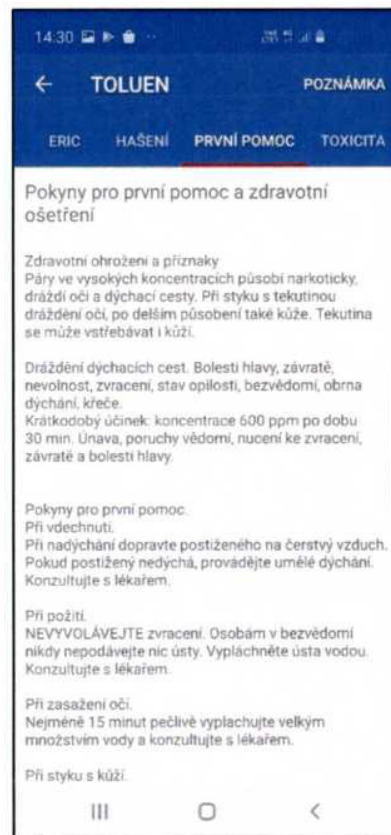 14:30
← TOLUEN POZNÁMKA
ERIC HAŠENÍ PRVNÍ POMOC TOXICITA
Pokyny pro první pomoc a zdravotní
ošetření
Zdravotní ohrožení a příznaky
Páry ve vysokých koncentracích působí narkoticky,
dráždí oči a dýchací cesty. Při styku s tekutinou
dráždění očí, po delším působení také kůže. Tekutina
se může vstřebávat i kůží.
Dráždění dýchacích cest. Bolesti hlavy, závratě,
nevolnost, zvracení, stav opilosti, bezvědomí, obrna
dýchání, křeče.
Krátkodobý účinek: koncentrace 600 ppm po dobu
30 min. Únava, poruchy vědomí, nucení ke zvracení,
závratě a bolesti hlavy.
Pokyny pro první pomoc.
Při vdechnutí.
Při nadýchání dopravte postiženého na čerstvý vzduch.
Pokud postižený nedýchá, provádějte umělé dýchání.
Konzultujte s lékařem.
Při požití.
NEVYVOLÁVEJTE zvracení. Osobám v bezvědomí
nikdy nepodávejte nic ústy. Vypláchněte ústa vodou.
Konzultujte s lékařem.
Při zasažení očí.
Nejméně 15 minut pečlivě vyplachujte velkým
množstvím vody a konzultujte s lékařem.
Při styku s kůží.